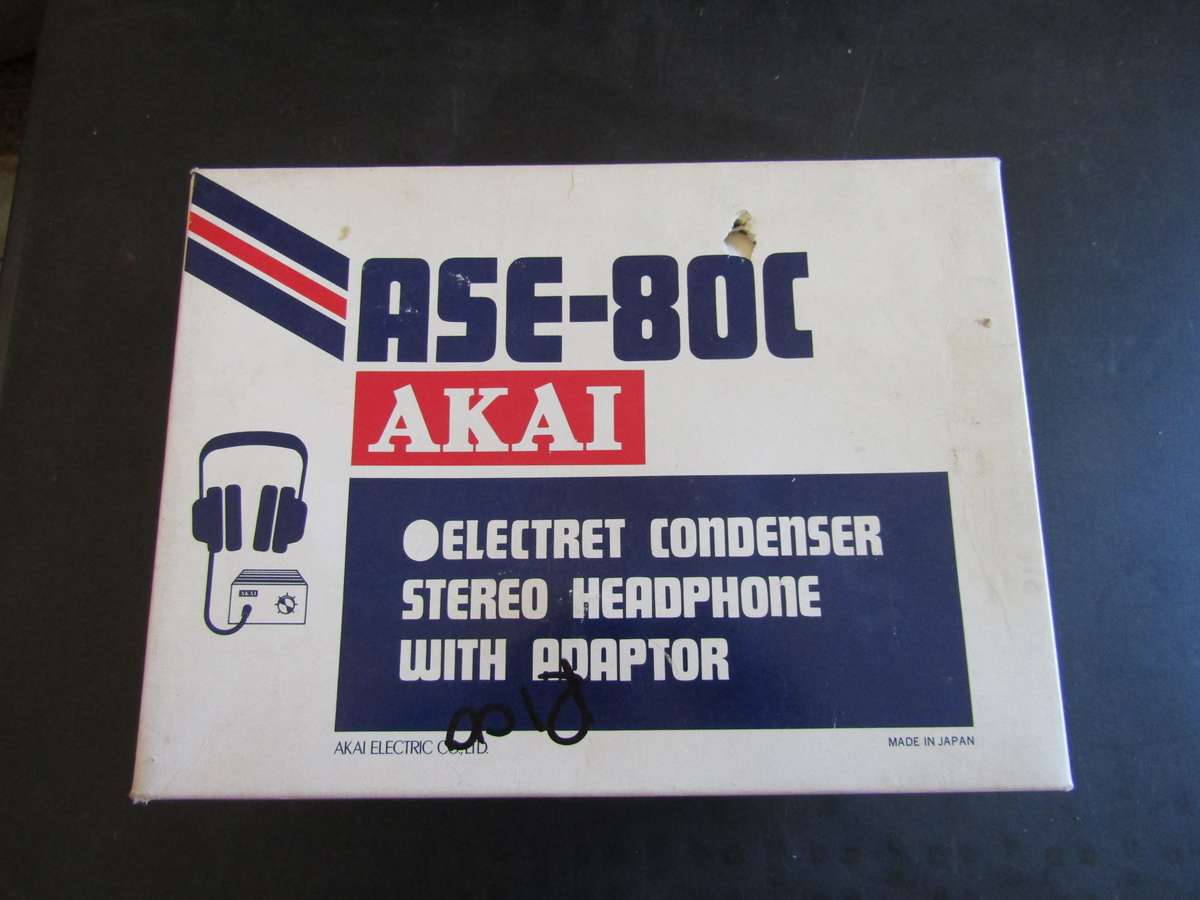 ASE-80C
AKAI
●ELECTRET CONDENSER
STEREO HEADPHONE
WITH ADAPTOR
AKAI
AKAI ELECTRIC CO.,LTD.
MADE IN JAPAN